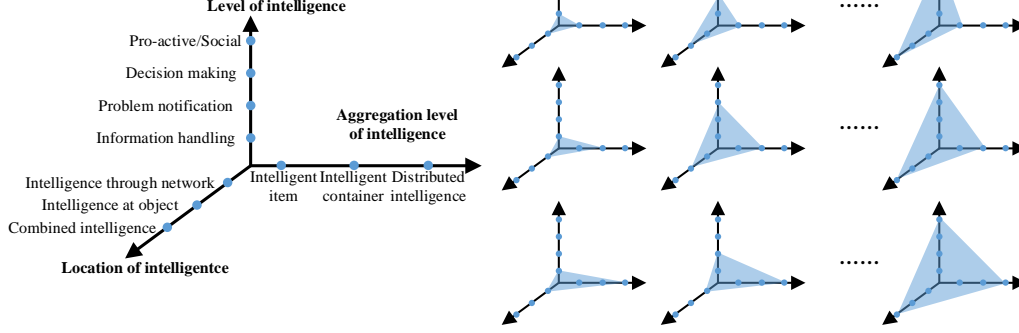 Level of intelligence
Pro-active/Social
Decision making
Problem notification
Information handling
Aggregation level
of intelligence
Intelligent
item
Intelligent
container
Distributed
intelligence
Intelligence through network
Intelligence at object
Combined intelligence
Location of intelligentce
......
......
......